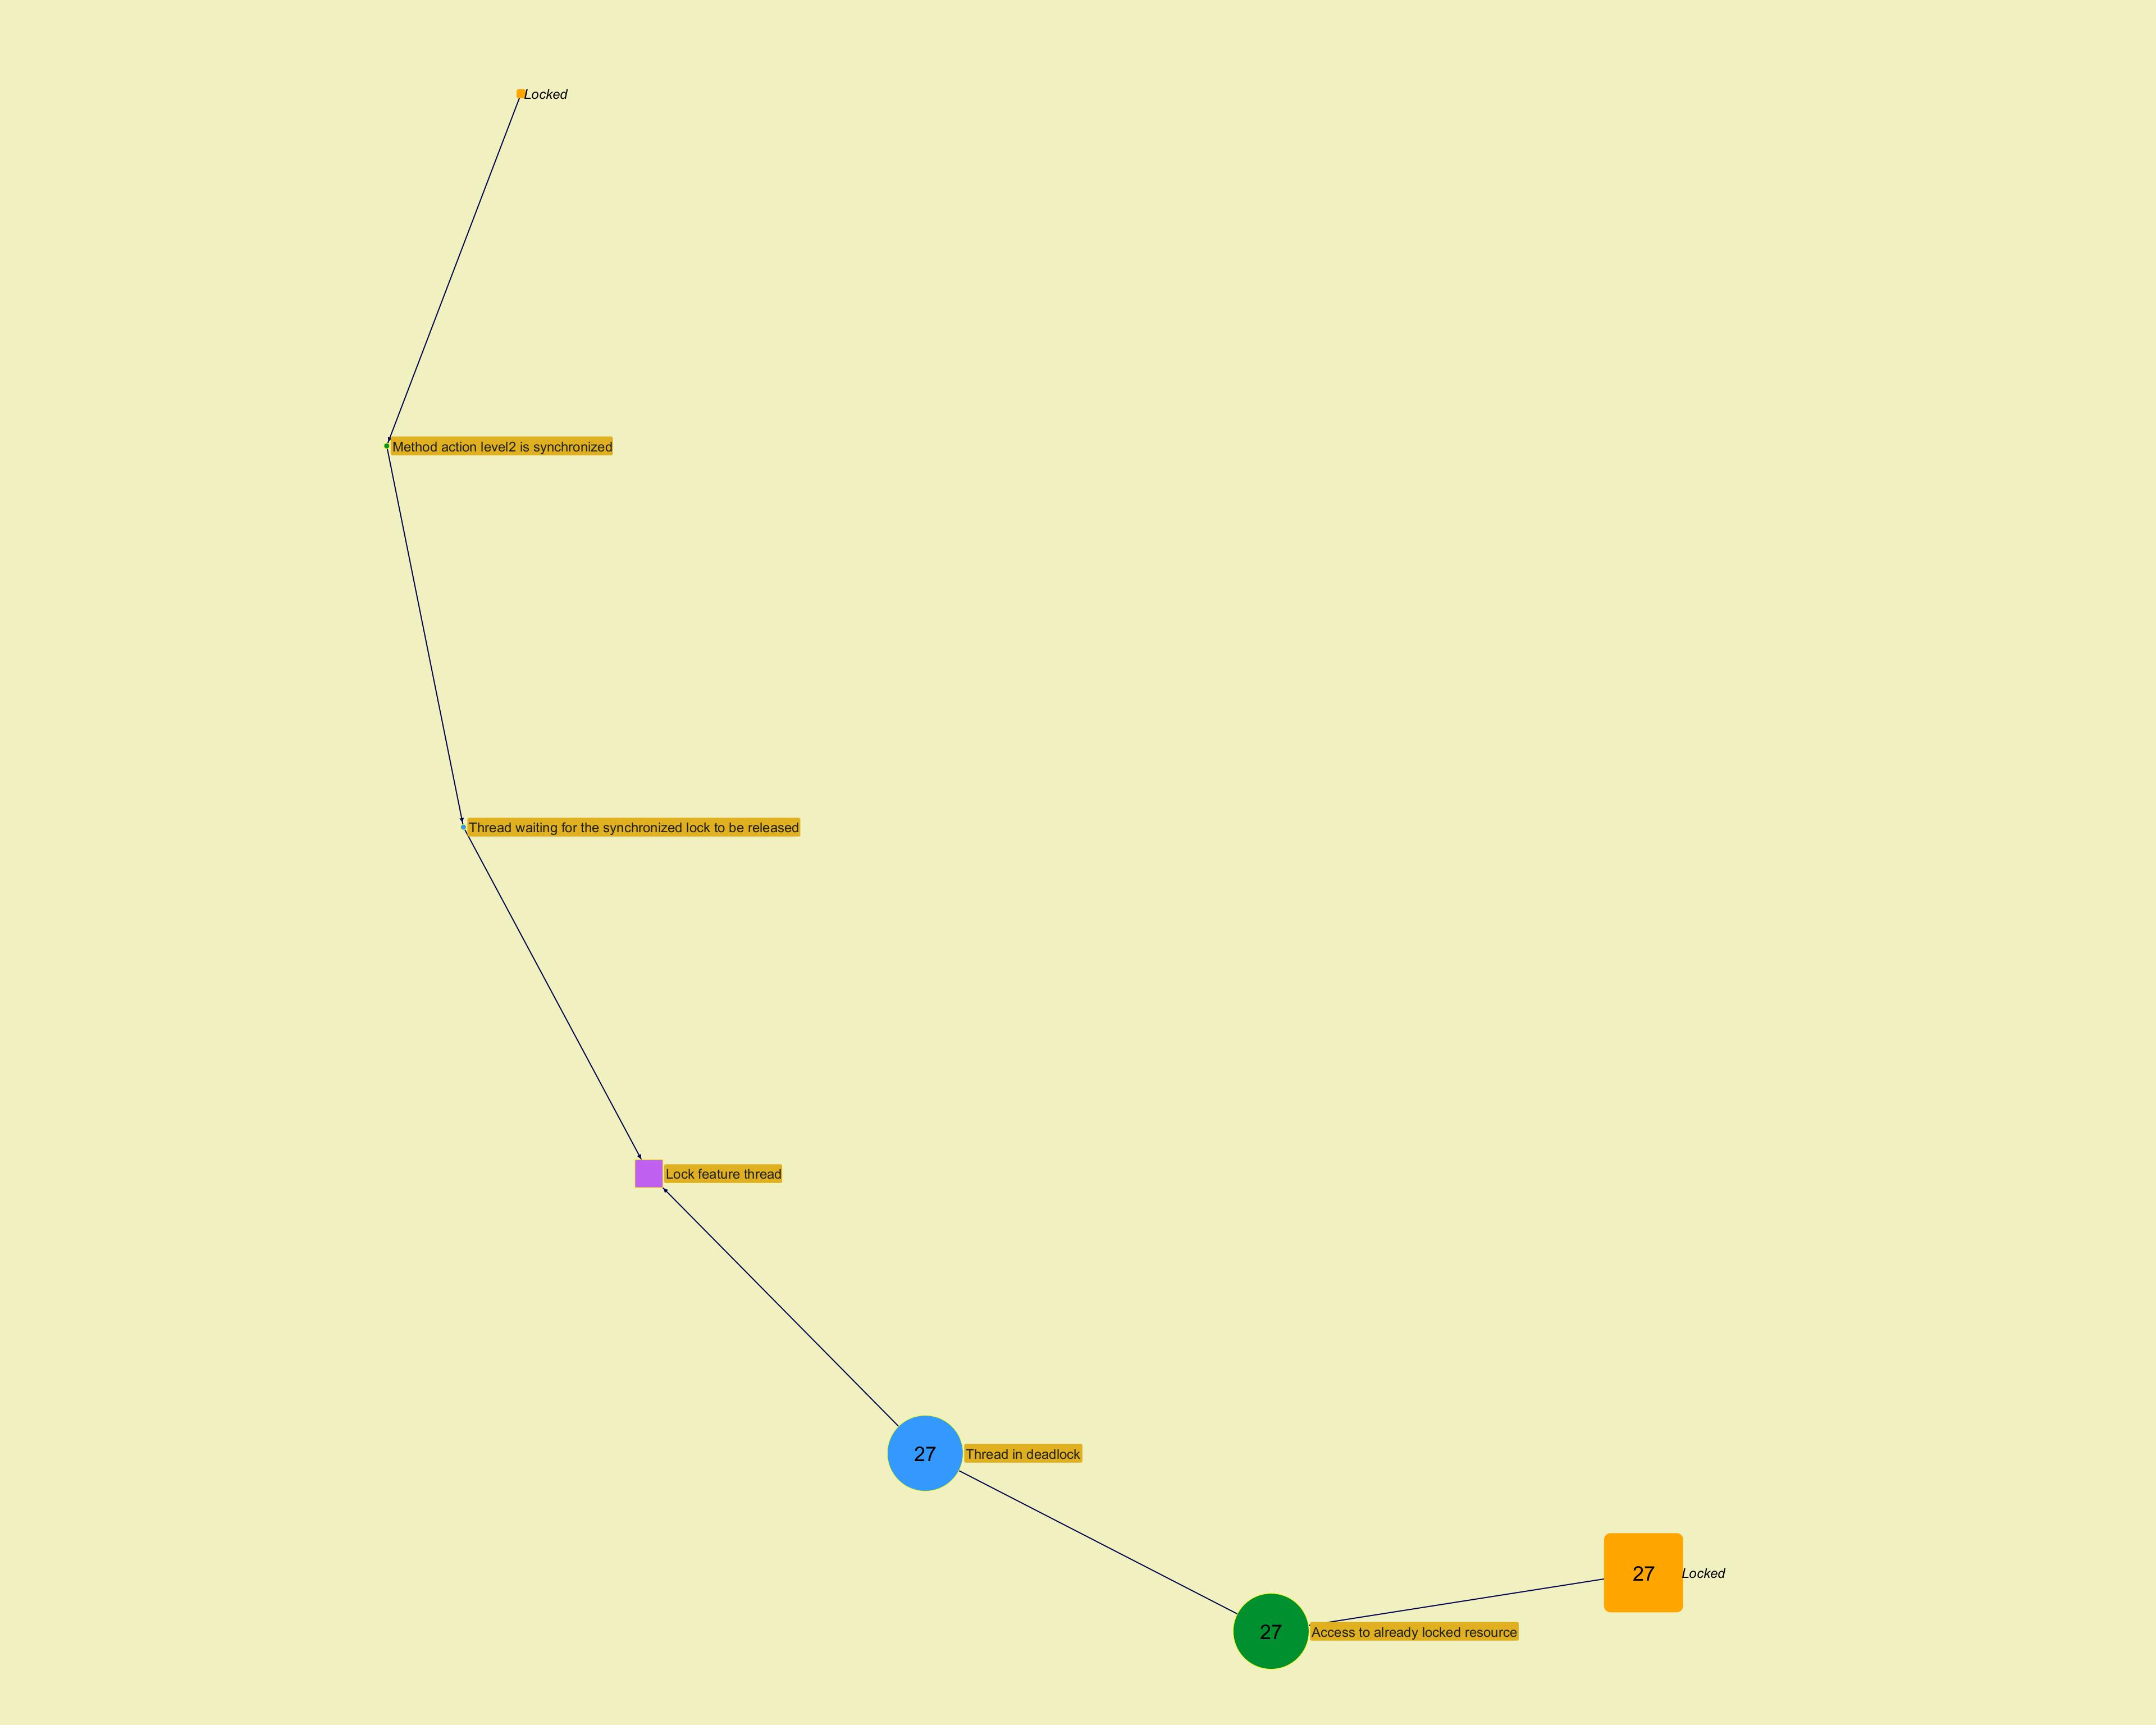 Locked
Method action level2 is synchronized
Thread waiting for the synchronized lock to be released
Lock feature thread
27
Thread in deadlock
27
Locked
27
Access to already locked resource